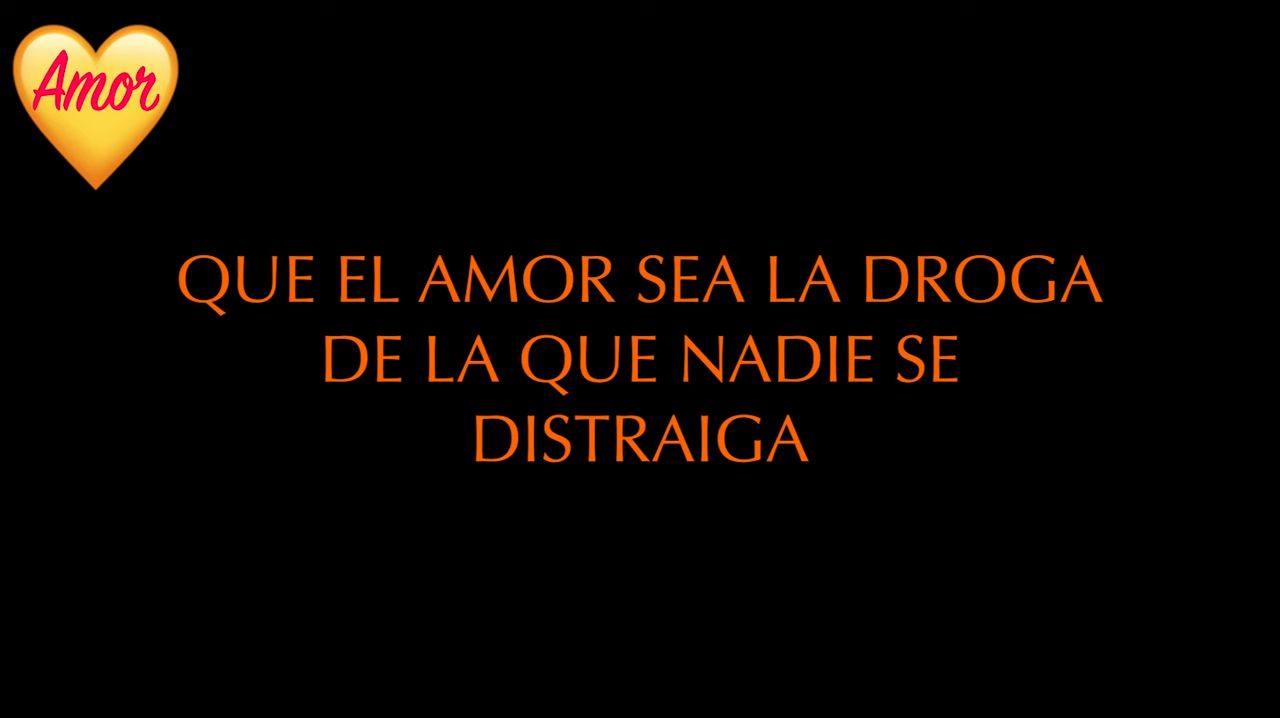 Amor
QUE EL AMOR SEA LA DROGA
DE LA QUE NADIE SE
DISTRAIGA